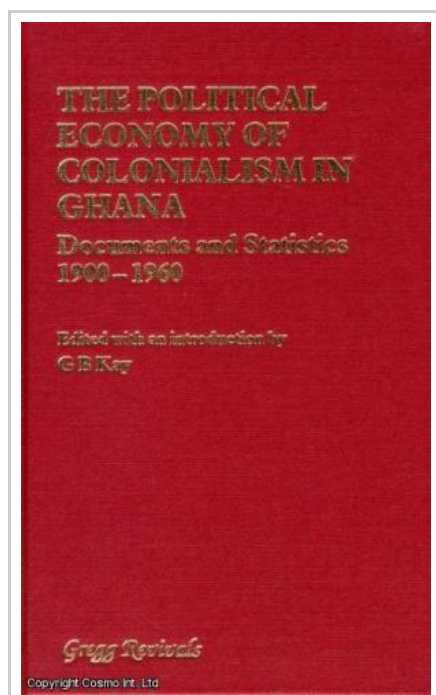 THE POLITICAL
ECONOMY OF
COLONIALISM IN
GHANA
Documents and Statistics
1900–1960
Edited with an introduction by
G B Kay
Gregg Revivals
Copyright Cosmo Int. Ltd